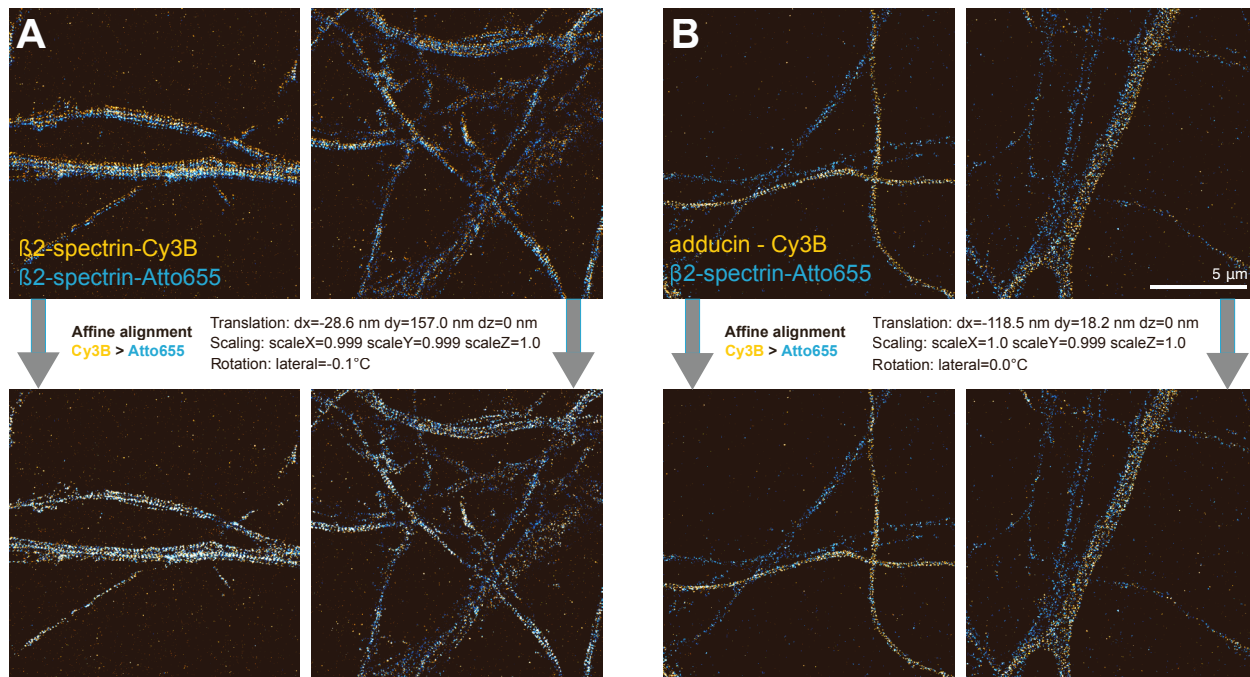 A
ß2-spectrin-Cy3B
ß2-spectrin-Atto655
Affine alignment
Cy3B > Atto655
Translation: dx=-28.6 nm dy=157.0 nm dz=0 nm
Scaling: scaleX=0.999 scaleY=0.999 scaleZ=1.0
Rotation: lateral=-0.1°C
B
adducin - Cy3B
β2-spectrin-Atto655
5 µm
Affine alignment
Cy3B > Atto655
Translation: dx=-118.5 nm dy=18.2 nm dz=0 nm
Scaling: scaleX=1.0 scaleY=0.999 scaleZ=1.0
Rotation: lateral=0.0°C